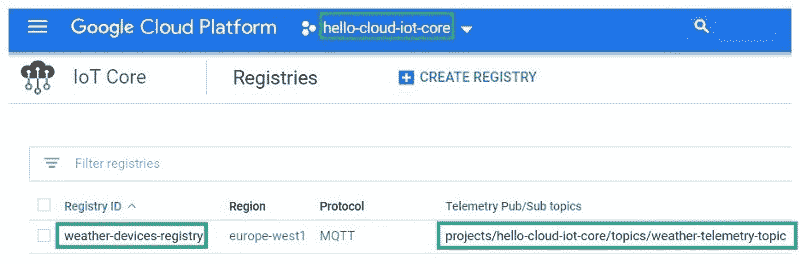 Google Cloud Platform hello-cloud-iot-core
IoT Core Registries CREATE REGISTRY
Filter registries
Registry ID Region Protocol Telemetry Pub/Sub topics
weather-devices-registry europe-west1 MQTT projects/hello-cloud-iot-core/topics/weather-telemetry-topic